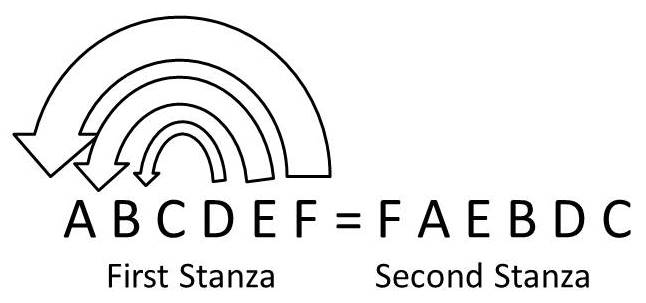 A B C D E F = F A E B D C
First Stanza Second Stanza